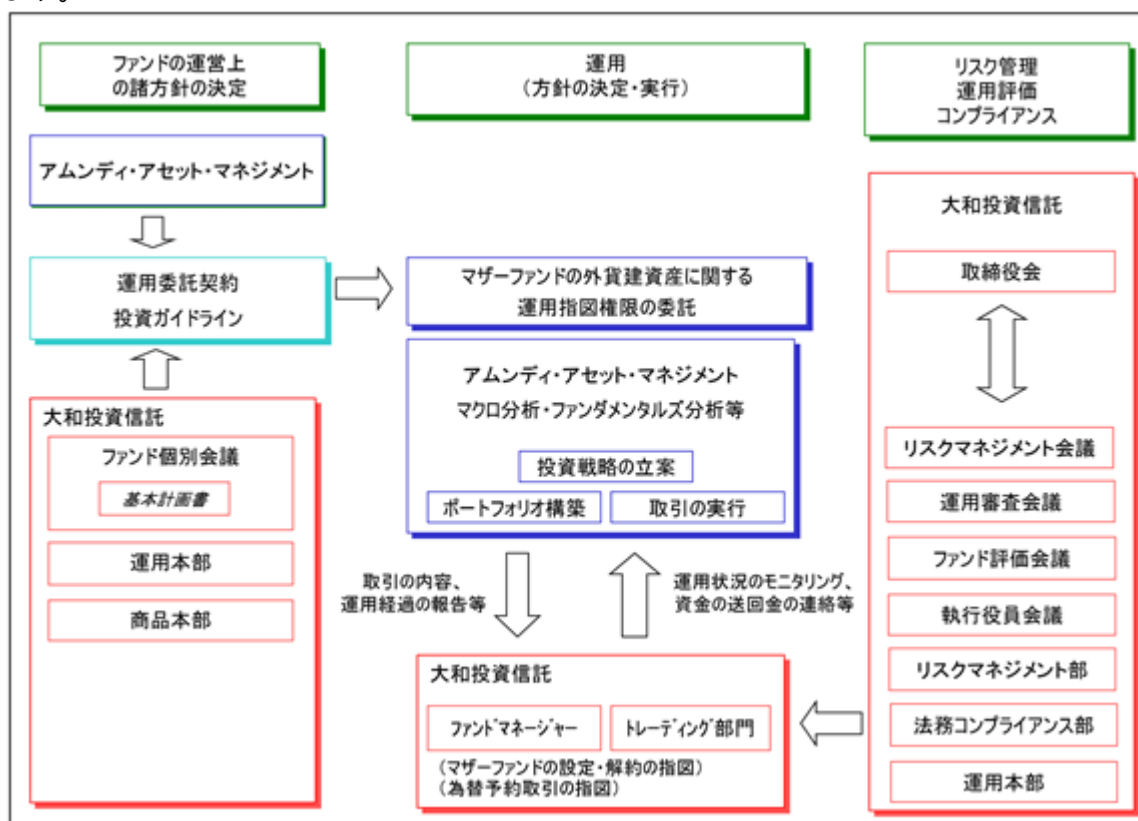 ファンドの運営上
の諸方針の決定
運用
(方針の決定・実行)
リスク管理
運用評価
コンプライアンス
アムンディ・アセット・マネジメント
運用委託契約
投資ガイドライン
マザーファンドの外貨建資産に関する
運用指図権限の委託
アムンディ・アセット・マネジメント
マクロ分析・ファンダメンタルズ分析等
投資戦略の立案
ポートフォリオ構築
取引の実行
大和投資信託
ファンド個別会議
基本計画書
運用本部
商品本部
取引の内容、
運用経過の報告等
運用状況のモニタリング、
資金の送回金の連絡等
大和投資信託
ファンドマネージャー
トレーディング部門
(マザーファンドの設定・解約の指図)
(為替予約取引の指図)
大和投資信託
取締役会
リスクマネジメント会議
運用審査会議
ファンド評価会議
執行役員会議
リスクマネジメント部
法務コンプライアンス部
運用本部